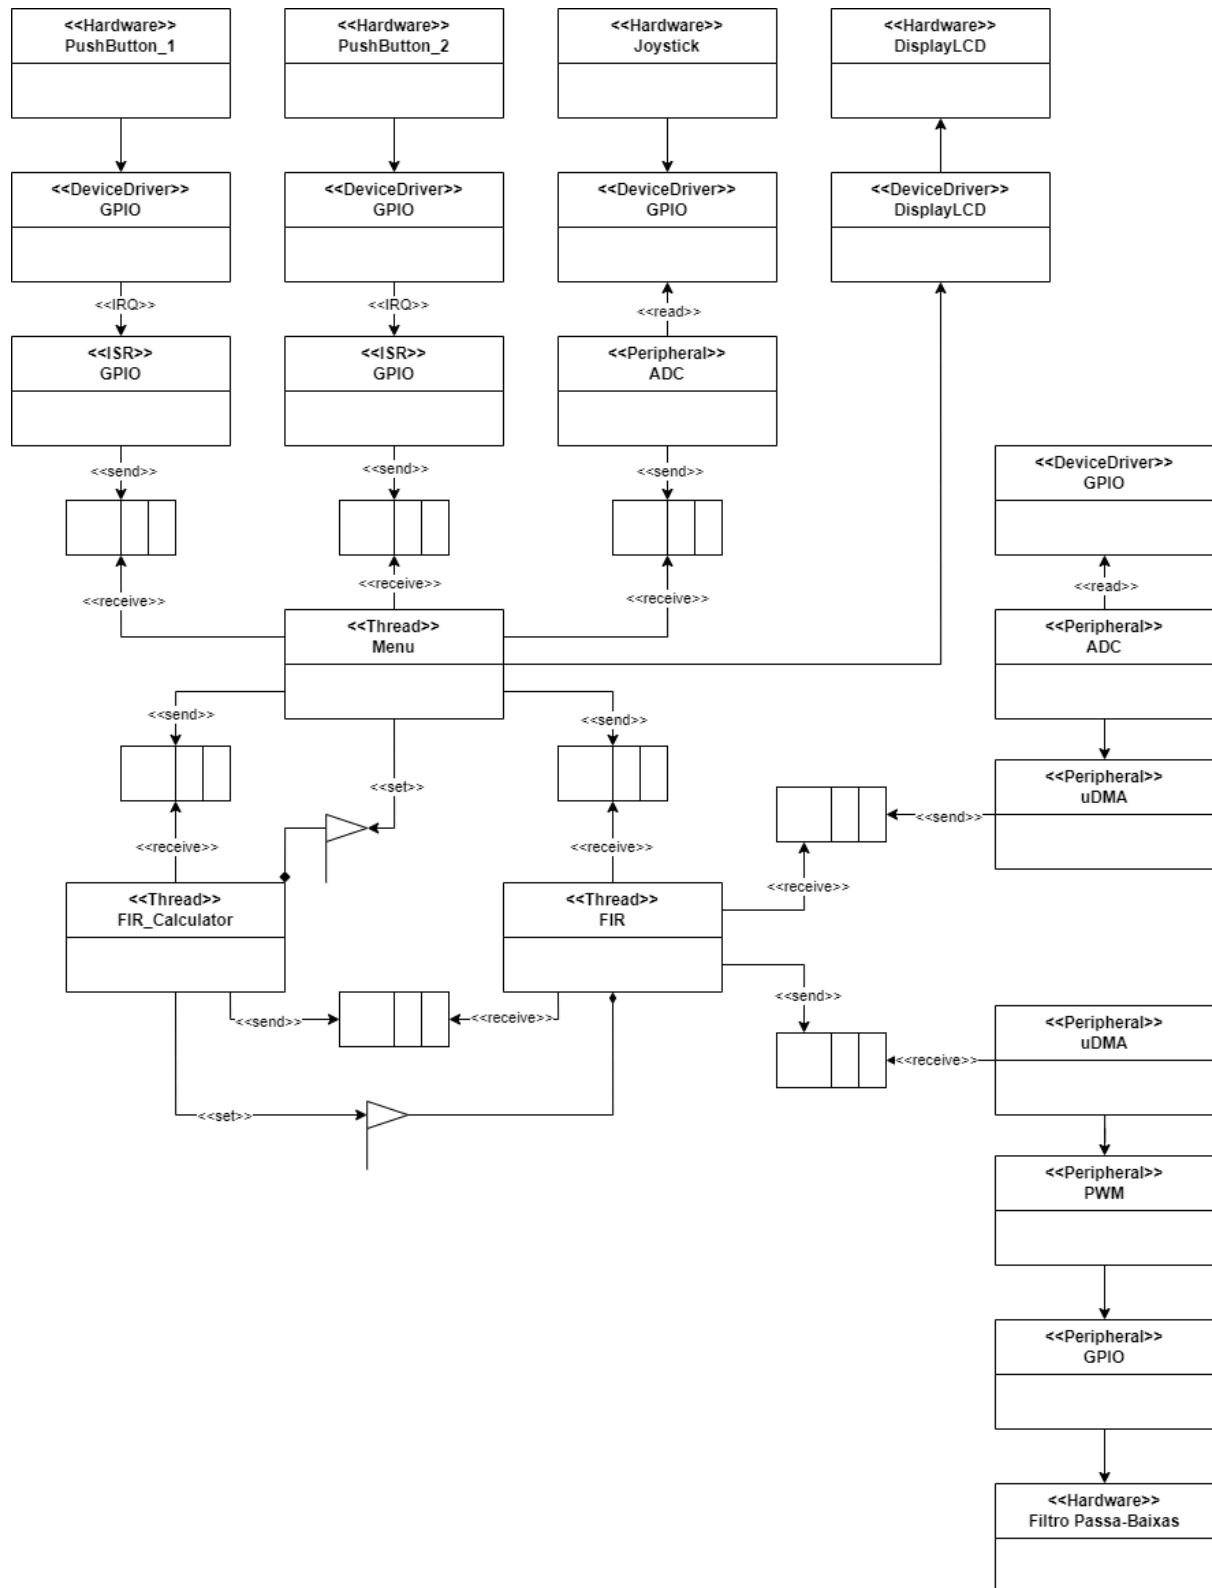 <<Hardware>>
PushButton_1
<<Hardware>>
PushButton_2
<<Hardware>>
Joystick
<<Hardware>>
DisplayLCD
<<DeviceDriver>>
GPIO
<<DeviceDriver>>
GPIO
<<DeviceDriver>>
GPIO
<<DeviceDriver>>
DisplayLCD
<<IRQ>>
<<IRQ>>
<<read>>
<<ISR>>
GPIO
<<ISR>>
GPIO
<<Peripheral>>
ADC
<<send>>
<<send>>
<<send>>
<<DeviceDriver>>
GPIO
<<receive>>
<<receive>>
<<receive>>
<<read>>
<<Thread>>
Menu
<<Peripheral>>
ADC
<<send>>
<<send>>
<<set>>
<<Peripheral>>
uDMA
<<send>>
<<receive>>
<<receive>>
<<receive>>
<<Thread>>
FIR_Calculator
<<Thread>>
FIR
<<send>>
<<send>>
<<receive>>
<<Peripheral>>
uDMA
<<receive>>
<<set>>
<<Peripheral>>
PWM
<<Peripheral>>
GPIO
<<Hardware>>
Filtro Passa-Baixas